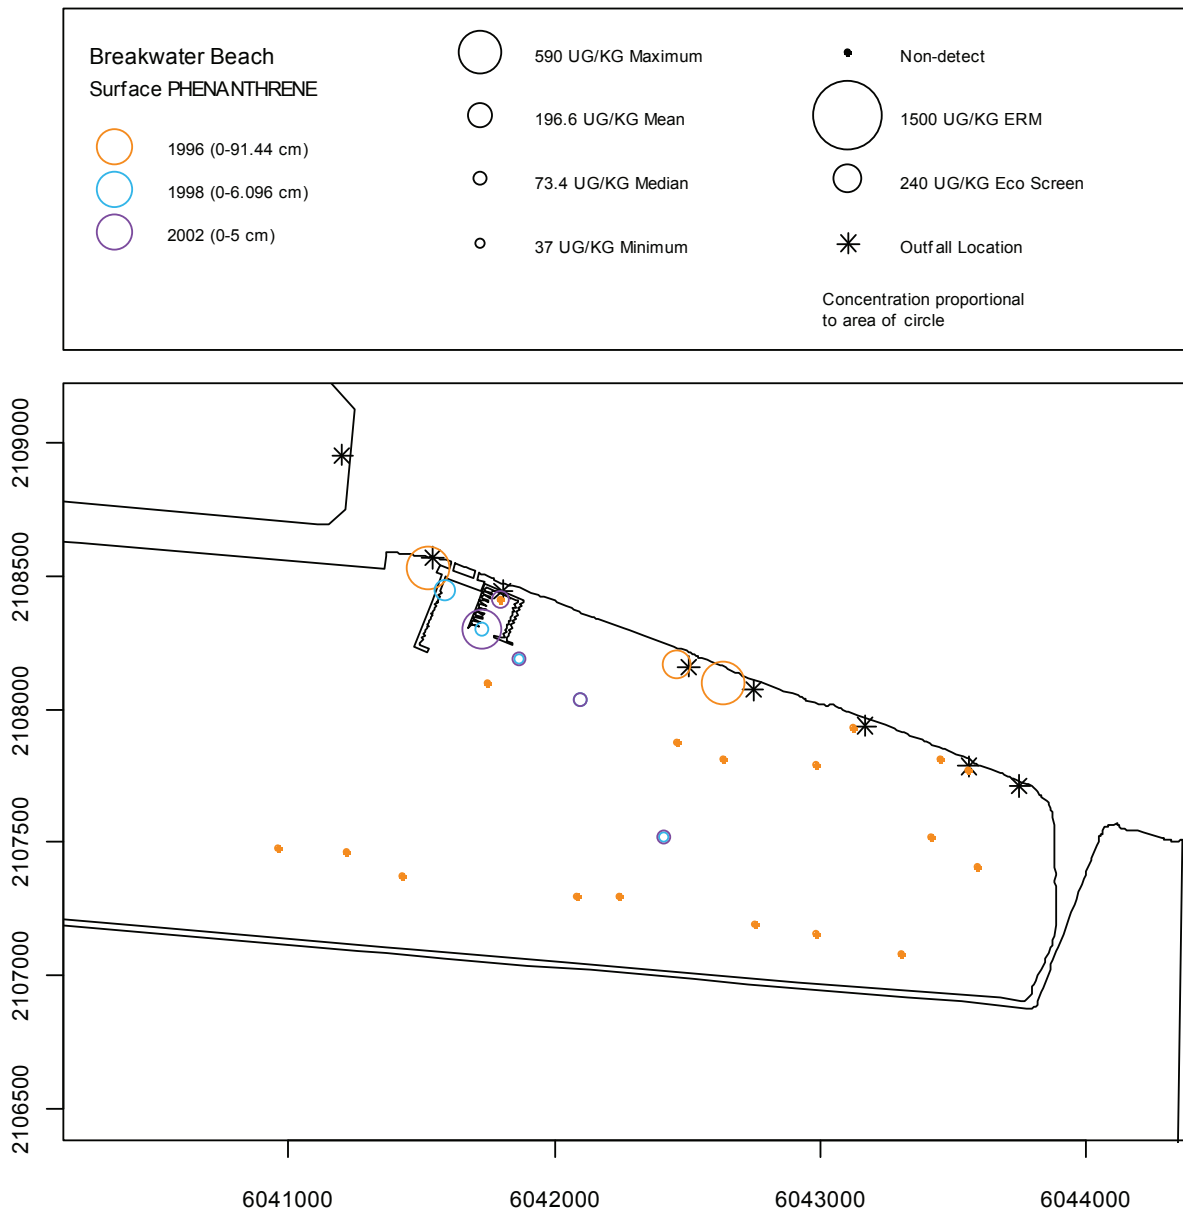 Breakwater Beach
Surface PHENANTHRENE
1996 (0-91.44 cm)
1998 (0-6.096 cm)
2002 (0-5 cm)
590 UG/KG Maximum
196.6 UG/KG Mean
73.4 UG/KG Median
37 UG/KG Minimum
Non-detect
1500 UG/KG ERM
240 UG/KG Eco Screen
Outfall Location
Concentration proportional
to area of circle
2109000
2108500
2108000
2107500
2107000
2106500
6041000
6042000
6043000
6044000